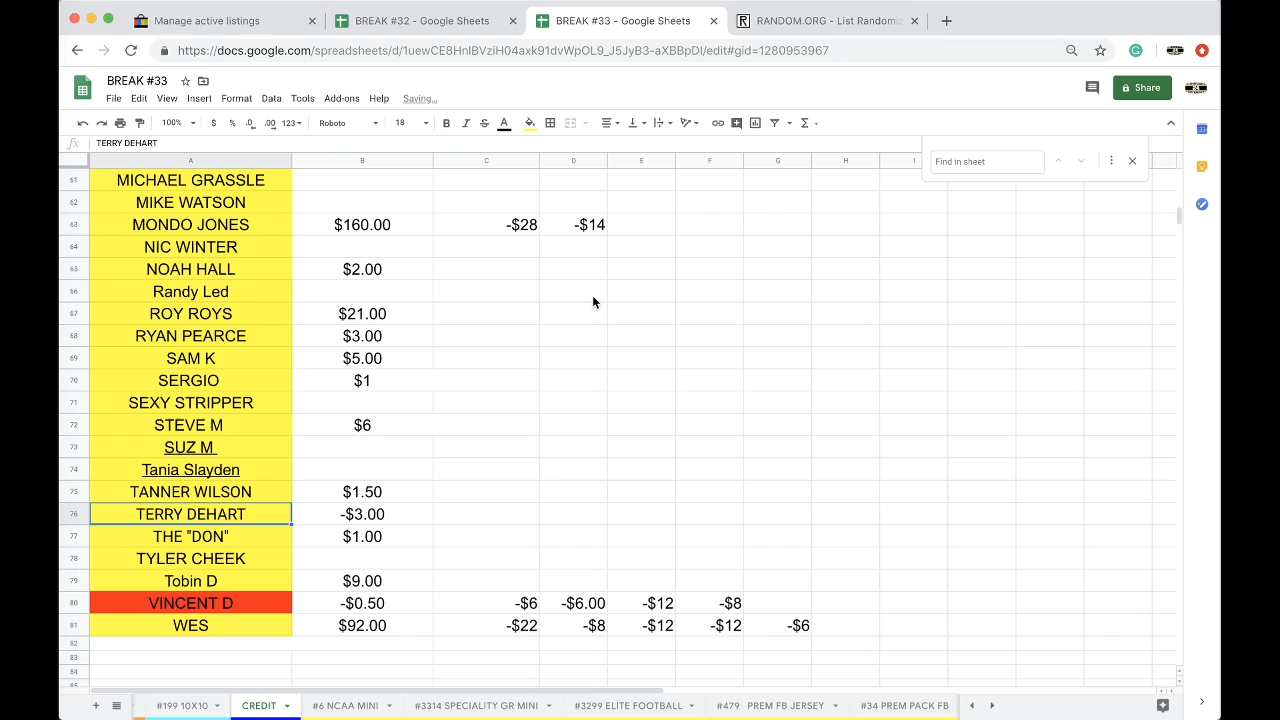 Manage active listings
BREAK #32 - Google Sheets
BREAK #33 - Google Sheets
RANDOM.ORG - List Randomiz
https://docs.google.com/spreadsheets/d/1uewCE8HnIBVziH04axk91dvWpOL9_J5JyB3-aXBBpDI/edit#gid=1280953967
BREAK #33
File Edit View Insert Format Data Tools Add-ons Help Saving...
Share
100% $ % .0 .00 123 Roboto 18 B I S A
fx TERRY DEHART
Find in sheet
A B C D E F G H I
61 MICHAEL GRASSLE
62 MIKE WATSON
63 MONDO JONES $160.00 -$28 -$14
64 NIC WINTER
65 NOAH HALL $2.00
66 Randy Led
67 ROY ROYS $21.00
68 RYAN PEARCE $3.00
69 SAM K $5.00
70 SERGIO $1
71 SEXY STRIPPER
72 STEVE M $6
73 SUZ M
74 Tania Slayden
75 TANNER WILSON $1.50
76 TERRY DEHART -$3.00
77 THE "DON" $1.00
78 TYLER CHEEK
79 Tobin D $9.00
80 VINCENT D -$0.50 -$6 -$6.00 -$12 -$8
81 WES $92.00 -$22 -$8 -$12 -$12 -$6
82
83
84
#199 10X10 CREDIT #6 NCAA MINI #3314 SPECIALITY GR MINI #3299 ELITE FOOTBALL #479 PREM FB JERSEY #34 PREM PACK FB